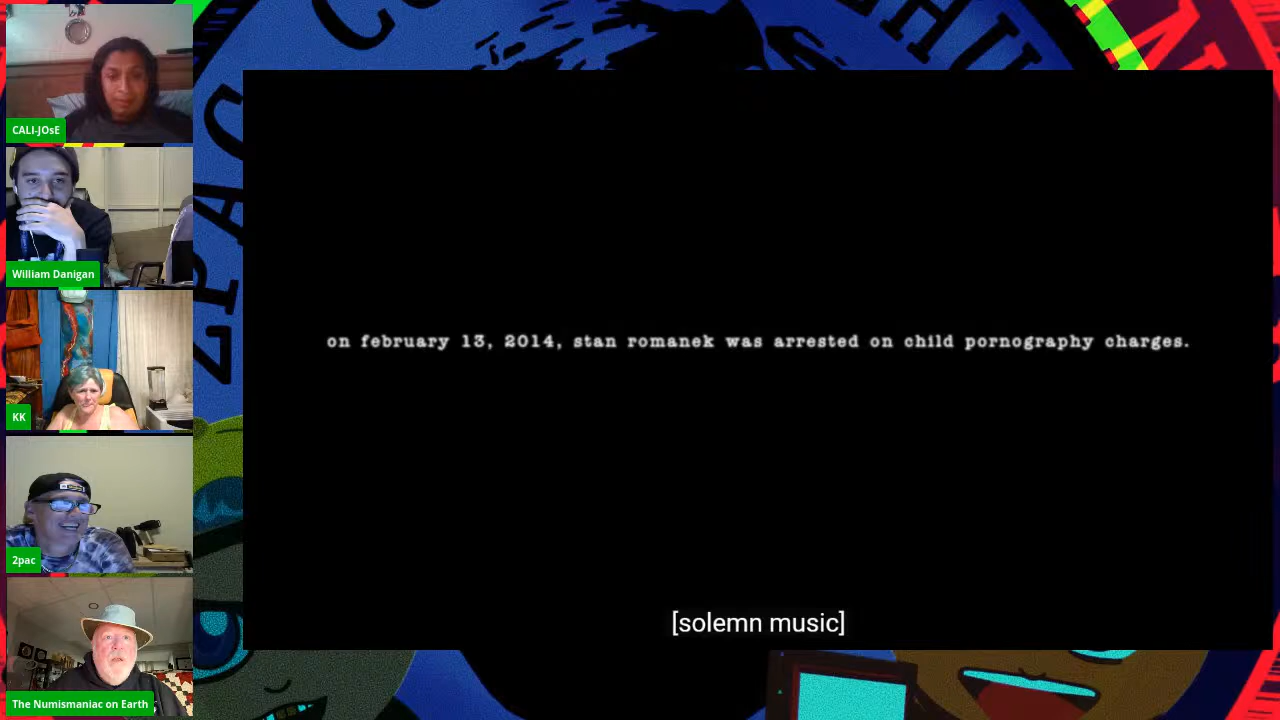 CALI-JOsE
William Danigan
KK
2pac
The Numismaniac on Earth
2PAC
on february 13, 2014, stan romanek was arrested on child pornography charges.
[solemn music]